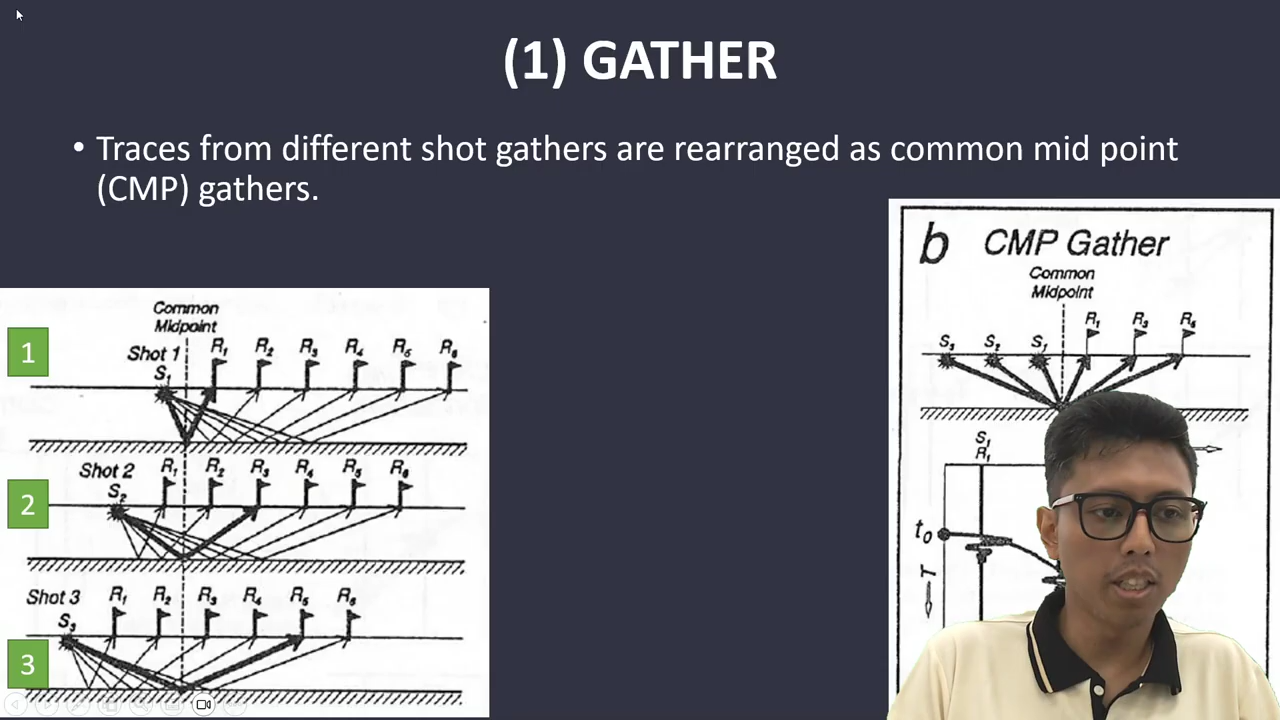 (1) GATHER
• Traces from different shot gathers are rearranged as common mid point
(CMP) gathers.
1
Common
Midpoint
Shot 1
S₁
R₁ R₂ R₃ R₄ R₅ R₆
2
Shot 2
S₂
R₁ R₂ R₃ R₄ R₅ R₆
3
Shot 3
S₃
R₁ R₂ R₃ R₄ R₅ R₆
b CMP Gather
Common
Midpoint
S₃ S₂ S₁ R₁ R₃ R₅
S₁
R₁
t₀
T